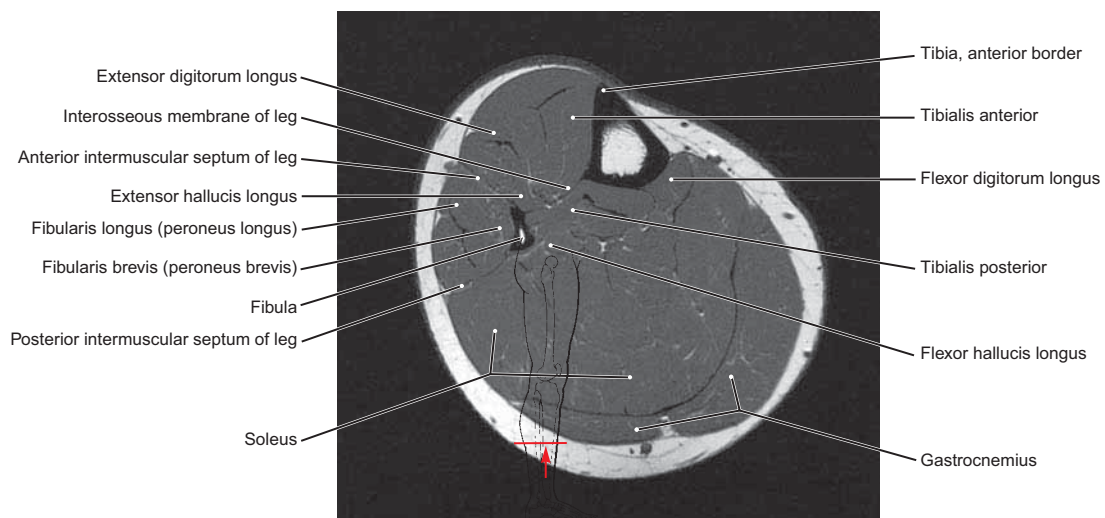 Extensor digitorum longus
Interosseous membrane of leg
Anterior intermuscular septum of leg
Extensor hallucis longus
Fibularis longus (peroneus longus)
Fibularis brevis (peroneus brevis)
Fibula
Posterior intermuscular septum of leg
Soleus
Tibia, anterior border
Tibialis anterior
Flexor digitorum longus
Tibialis posterior
Flexor hallucis longus
Gastrocnemius